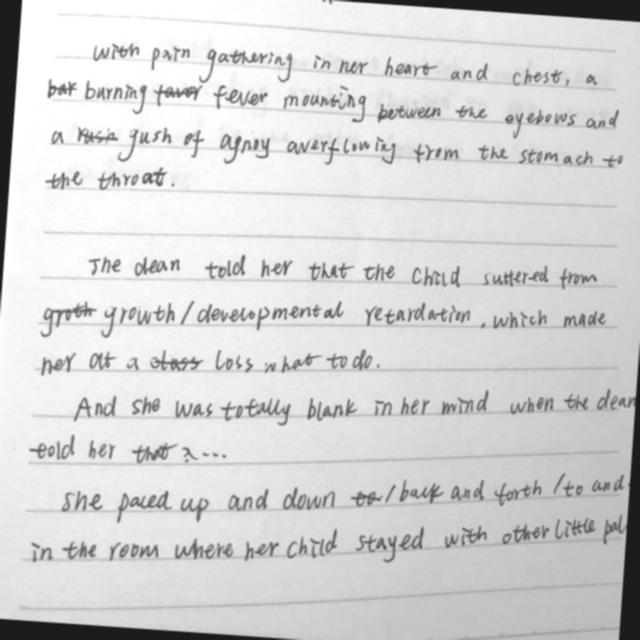 with pain gathering in her heart and chest, a
bar burning faver fever mounting between the eyebows and
a rush gush of agnoy averflowing from the stomach to
the throat.
The dean told her that the child suttered from
groth growth/developmental retardation, which made
her at a class loss what to do.
And she was totally blank in her mind when the dean
told her that ...
She paced up and down to/back and forth/to and
in the room where her child stayed with other little pal